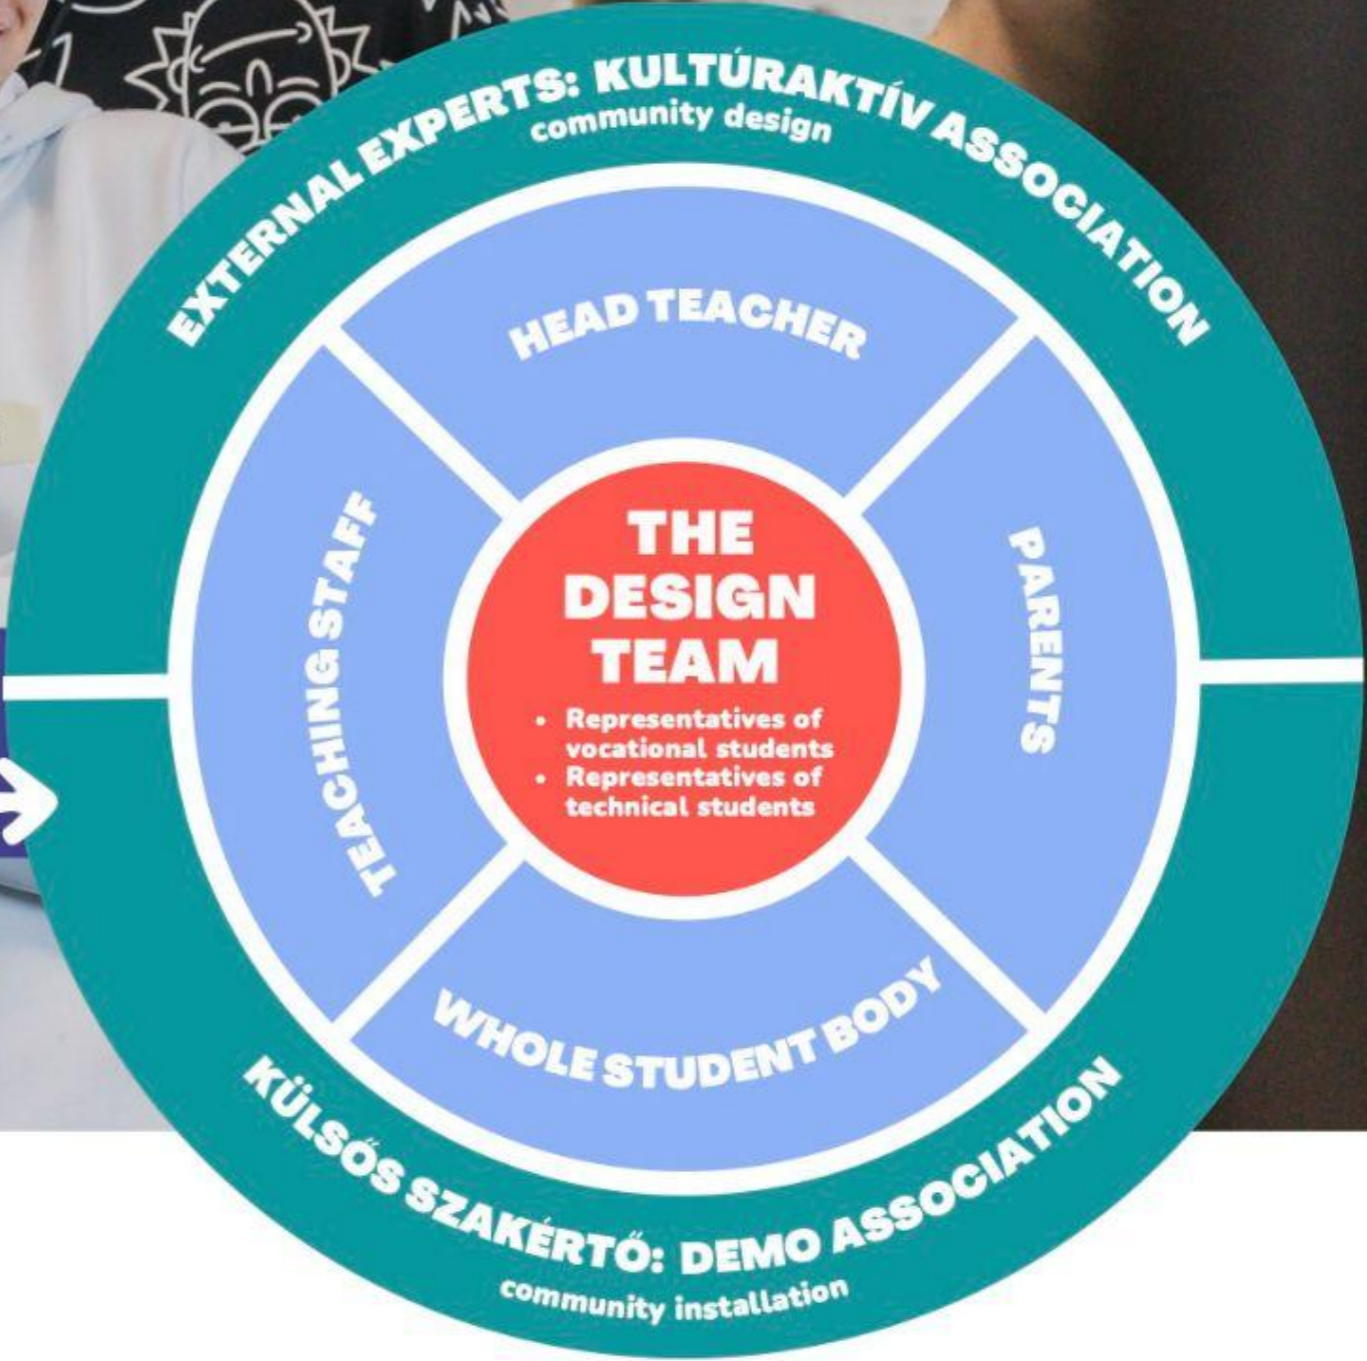 EXTERNAL EXPERTS: KULTÚRAKTÍV ASSOCIATION
community design
HEAD TEACHER
TEACHING STAFF
THE
DESIGN
TEAM
• Representatives of
vocational students
• Representatives of
technical students
PARENTS
WHOLE STUDENT BODY
KÜLSŐS SZAKÉRTŐ: DEMO ASSOCIATION
community installation